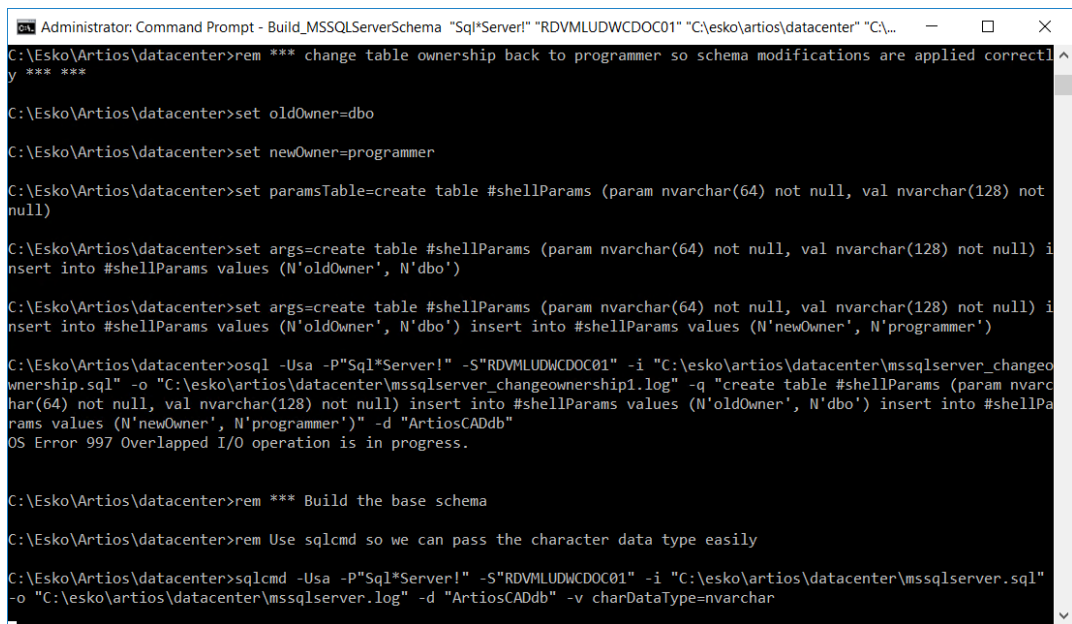 Administrator: Command Prompt - Build_MSSQLServerSchema "Sql*Server!" "RDVMLUDWCDOC01" "C:\esko\artios\datacenter" "C:\...
C:\Esko\Artios\datacenter>rem *** change table ownership back to programmer so schema modifications are applied correctl
y *** ***
C:\Esko\Artios\datacenter>set oldOwner=dbo
C:\Esko\Artios\datacenter>set newOwner=programmer
C:\Esko\Artios\datacenter>set paramsTable=create table #shellParams (param nvarchar(64) not null, val nvarchar(128) not
null)
C:\Esko\Artios\datacenter>set args=create table #shellParams (param nvarchar(64) not null, val nvarchar(128) not null) i
nsert into #shellParams values (N'oldOwner', N'dbo')
C:\Esko\Artios\datacenter>set args=create table #shellParams (param nvarchar(64) not null, val nvarchar(128) not null) i
nsert into #shellParams values (N'oldOwner', N'dbo') insert into #shellParams values (N'newOwner', N'programmer')
C:\Esko\Artios\datacenter>osql -Usa -P"Sql*Server!" -S"RDVMLUDWCDOC01" -i "C:\esko\artios\datacenter\mssqlserver_changeo
wnership.sql" -o "C:\esko\artios\datacenter\mssqlserver_changeownership1.log" -q "create table #shellParams (param nvarc
har(64) not null, val nvarchar(128) not null) insert into #shellParams values (N'oldOwner', N'dbo') insert into #shellPa
rams values (N'newOwner', N'programmer')" -d "ArtiosCADdb"
OS Error 997 Overlapped I/O operation is in progress.
C:\Esko\Artios\datacenter>rem *** Build the base schema
C:\Esko\Artios\datacenter>rem Use sqlcmd so we can pass the character data type easily
C:\Esko\Artios\datacenter>sqlcmd -Usa -P"Sql*Server!" -S"RDVMLUDWCDOC01" -i "C:\esko\artios\datacenter\mssqlserver.sql"
-o "C:\esko\artios\datacenter\mssqlserver.log" -d "ArtiosCADdb" -v charDataType=nvarchar